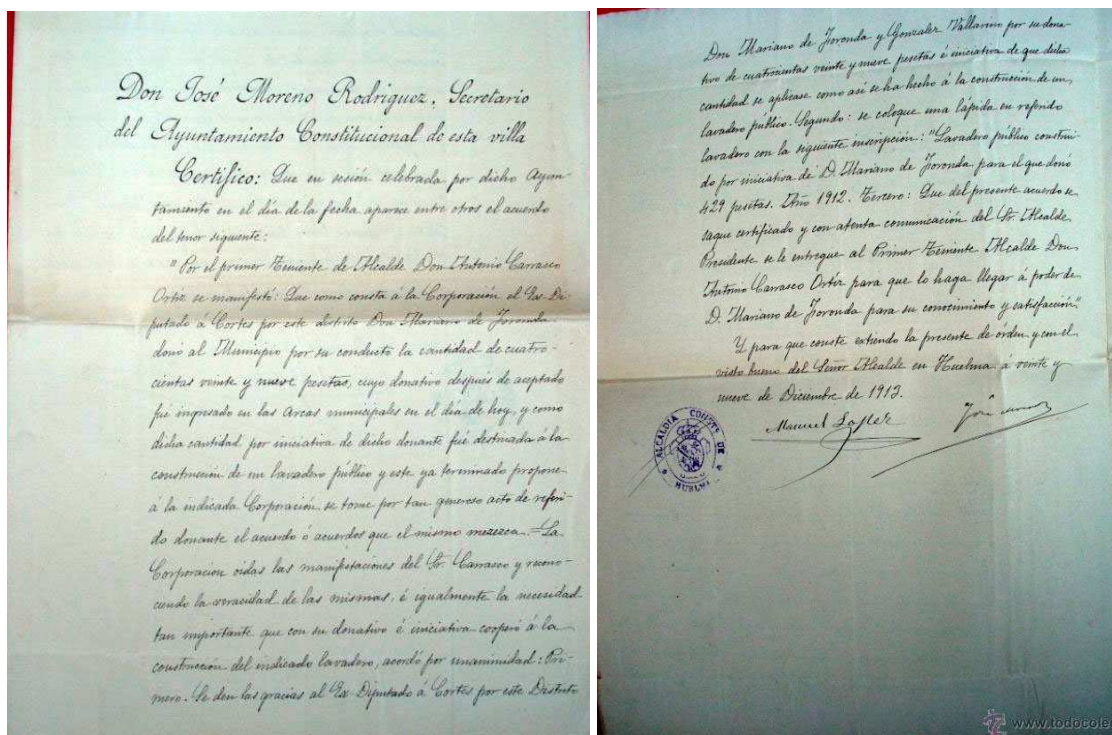 Don José Moreno Rodríguez, Secretario
del Ayuntamiento Constitucional de esta villa
Certifico: Que en sesión celebrada por dicho Ayun-
tamiento en el día de la fecha aparece entre otros el acuerdo
del tenor siguiente:
"Por el primer Teniente de Alcalde Don Antonio Carrasco
Ortiz se manifestó: Que como consta á la Corporación el Ex-Di-
putado á Cortes por este distrito Don Mariano de Foronda
donó al Municipio por su conducto la cantidad de cuatro-
cientas veinte y nueve pesetas, cuyo donativo después de aceptado
fué ingresado en las arcas municipales en el día de hoy, y como
dicha cantidad por iniciativa de dicho donante fué destinada á la
construcción de un lavadero público y este ya terminado propone
á la indicada Corporación se tome por tan generoso acto de referi-
do donante el acuerdo ó acuerdos que el mismo merezca.=La
Corporación oidas las manifestaciones del Sr. Carrasco y recono-
ciendo la veracidad de las mismas, é igualmente la necesidad
tan importante que con su donativo é iniciativa cooperó á la
construcción del indicado lavadero, acordó por unanimidad: Pri-
mero. Se den las gracias al Ex-Diputado á Cortes por este Distrito
Don Mariano de Foronda y Gonzalez Vallarino por su dona-
tivo de cuatrocientas veinte y nueve pesetas é iniciativa de que dicha
cantidad se aplicase como así se ha hecho á la construcción de un
lavadero público. Segundo: se coloque una lápida en referido
lavadero con la siguiente inscripción: "Lavadero público construi-
do por iniciativa de D. Mariano de Foronda para el que donó
429 pesetas. Año 1912. Tercero: Que del presente acuerdo se
saque certificado y con atenta comunicación del Sr. Alcalde
Presidente se le entregue al Primer Teniente Alcalde Don
Antonio Carrasco Ortiz para que lo haga llegar á poder de
D. Mariano de Foronda para su conocimiento y satisfacción".
Y para que conste extiendo la presente de órden y con el
visto bueno del Señor Alcalde en Huelma á veinte y
nueve de Diciembre de 1913.
Manuel Lopez
José
ALCALDIA CONSTL DE
HUELMA
www.todocole